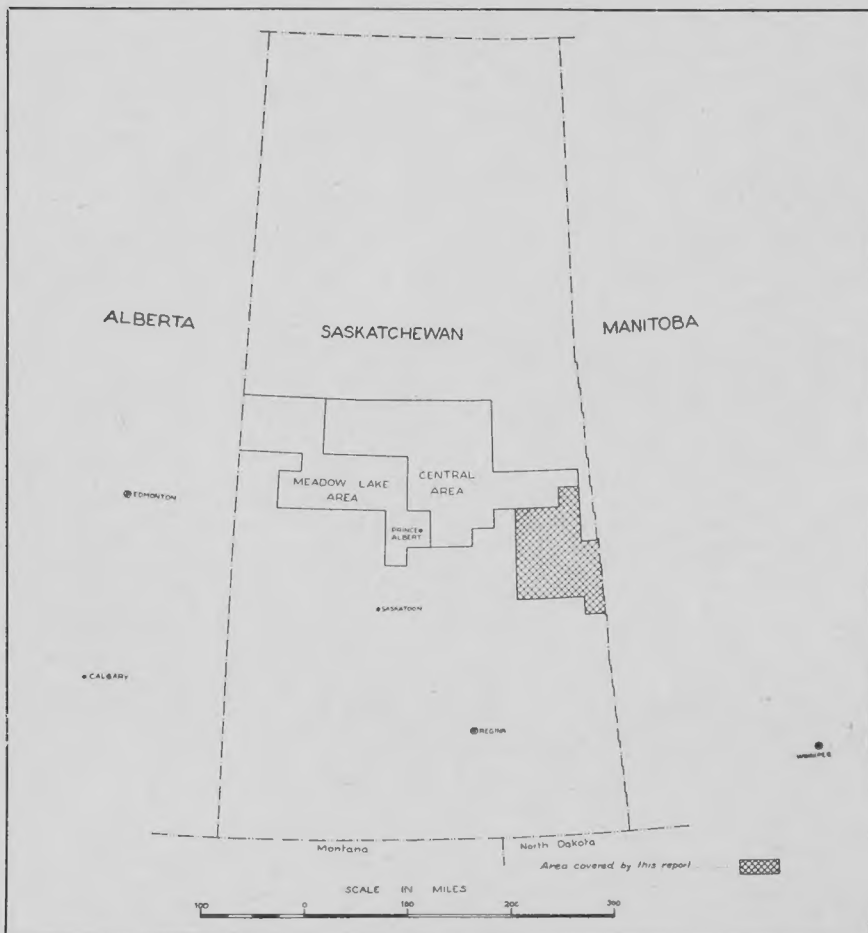 ALBERTA
SASKATCHEWAN
MANITOBA
MEADOW LAKE
AREA
CENTRAL
AREA
EDMONTON
PRINCE
ALBERT
SASKATOON
CALGARY
REGINA
WINNIPEG
Montana
North Dakota
Area covered by this report
SCALE IN MILES
100 0 100 200 300